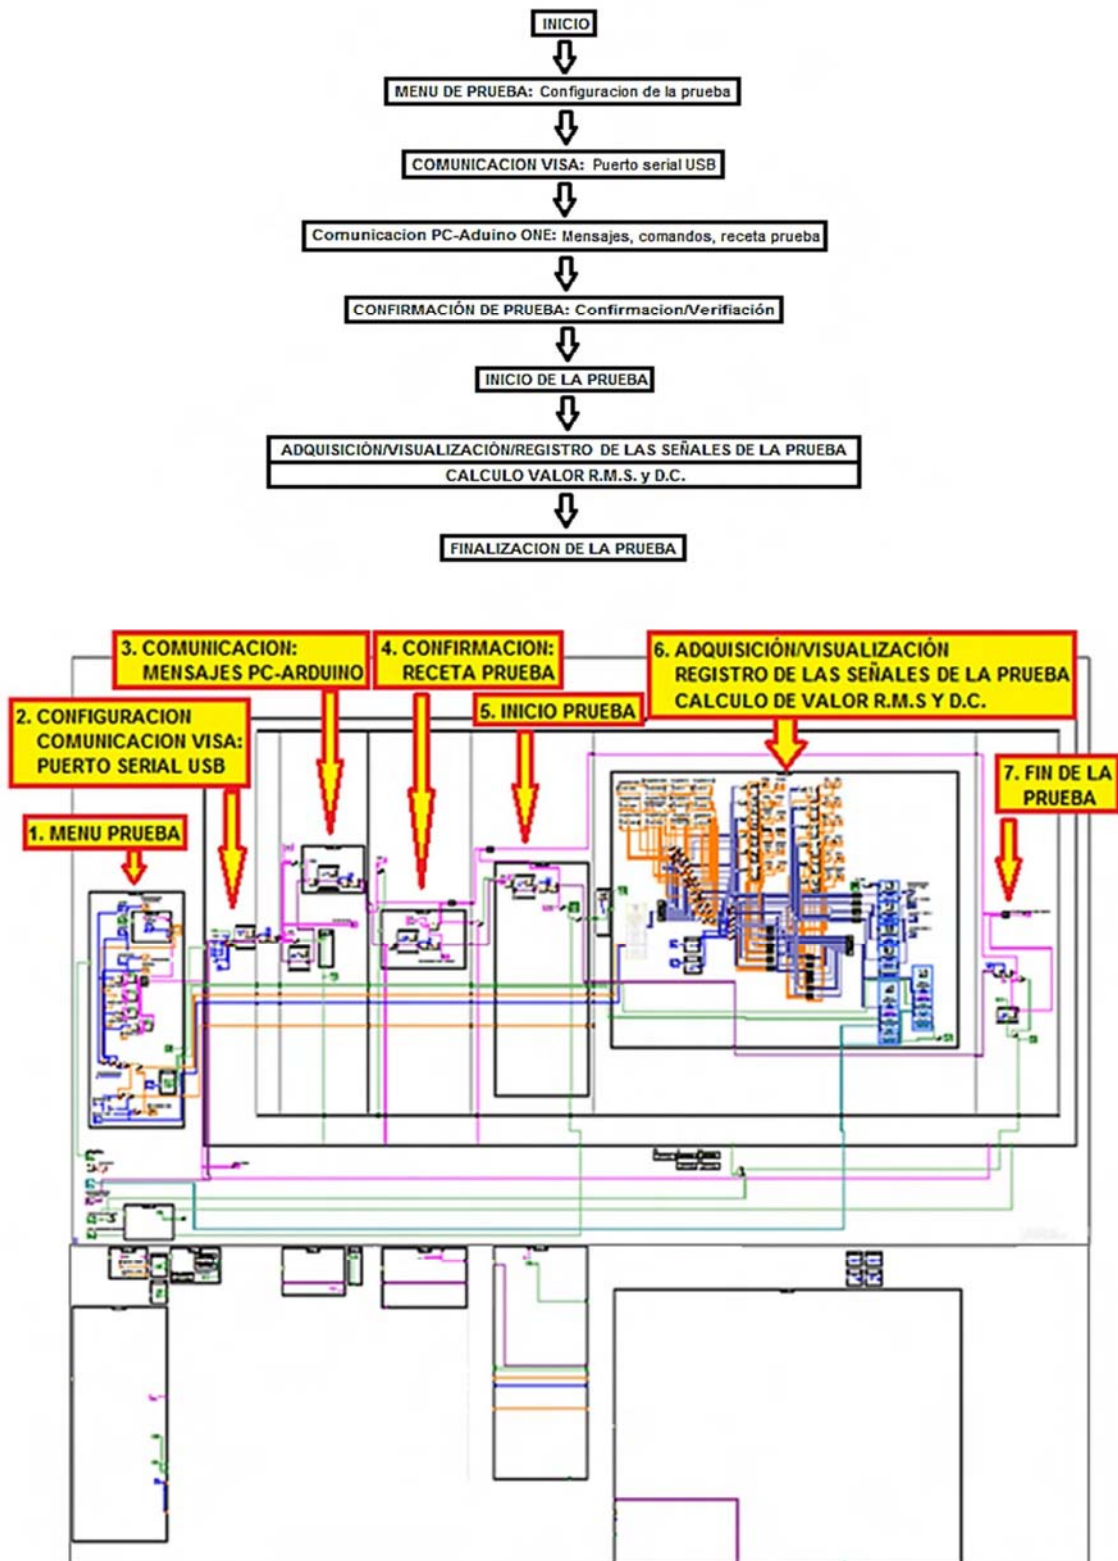 INICIO
MENU DE PRUEBA: Configuracion de la prueba
COMUNICACION VISA: Puerto serial USB
Comunicacion PC-Aduino ONE: Mensajes, comandos, receta prueba
CONFIRMACIÓN DE PRUEBA: Confirmacion/Verifiación
INICIO DE LA PRUEBA
ADQUISICIÓN/VISUALIZACIÓN/REGISTRO DE LAS SEÑALES DE LA PRUEBA
CALCULO VALOR R.M.S. y D.C.
FINALIZACION DE LA PRUEBA
3. COMUNICACION:
MENSAJES PC-ARDUINO
4. CONFIRMACION:
RECETA PRUEBA
6. ADQUISICIÓN/VISUALIZACIÓN
REGISTRO DE LAS SEÑALES DE LA PRUEBA
CALCULO DE VALOR R.M.S Y D.C.
5. INICIO PRUEBA
2. CONFIGURACION
COMUNICACION VISA:
PUERTO SERIAL USB
7. FIN DE LA
PRUEBA
1. MENU PRUEBA